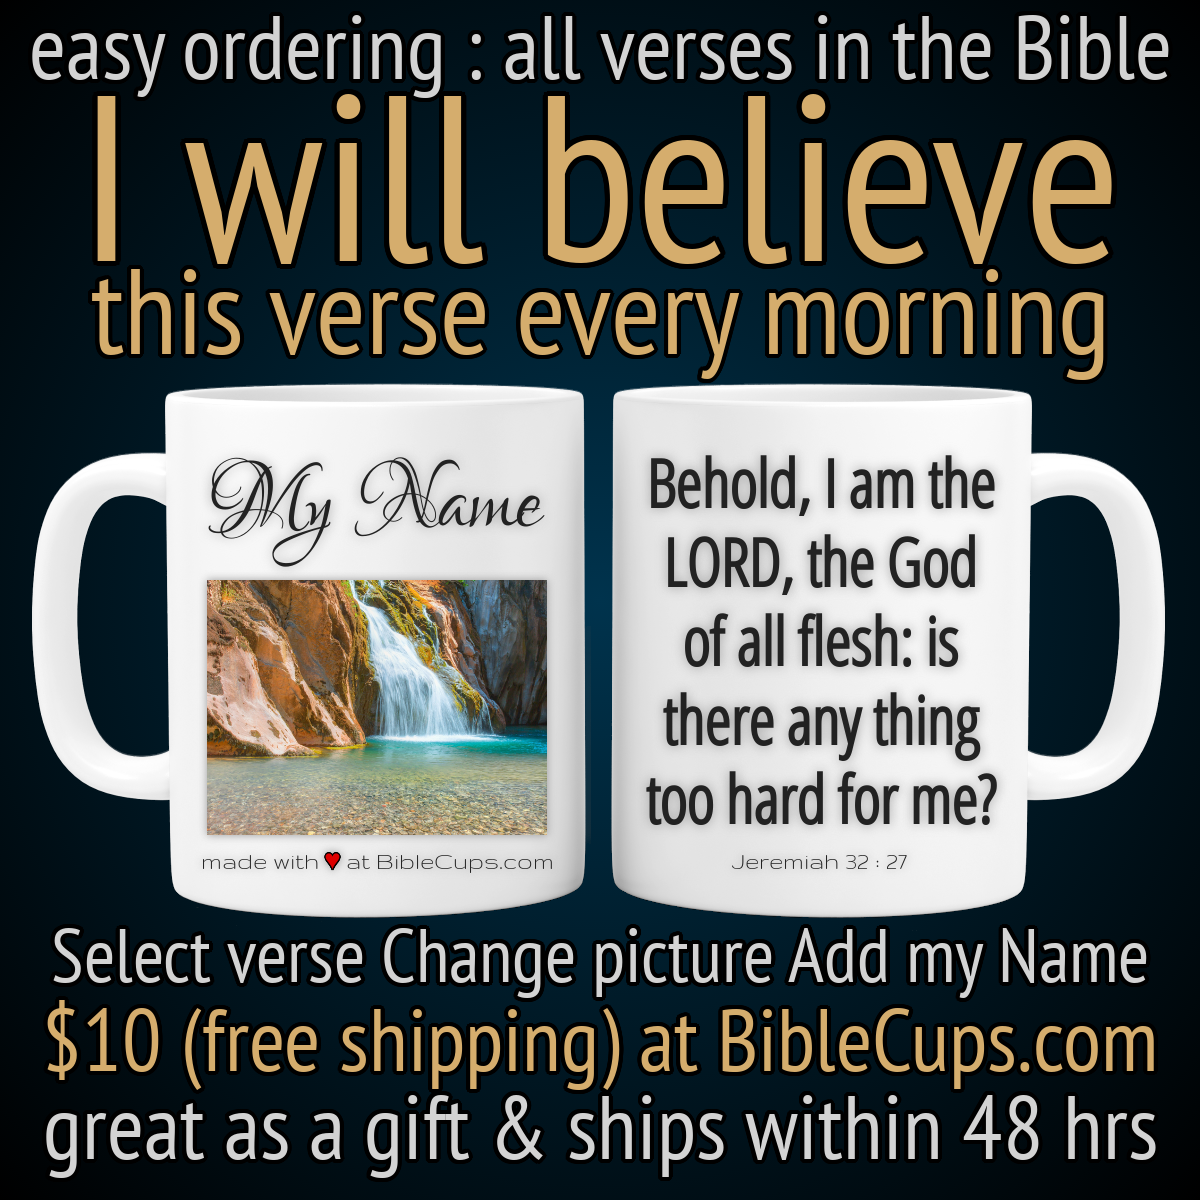 easy ordering : all verses in the Bible
I will believe
this verse every morning
My Name
made with ♥ at BibleCups.com
Behold, I am the
LORD, the God
of all flesh: is
there any thing
too hard for me?
Jeremiah 32 : 27
Select verse Change picture Add my Name
$10 (free shipping) at BibleCups.com
great as a gift & ships within 48 hrs